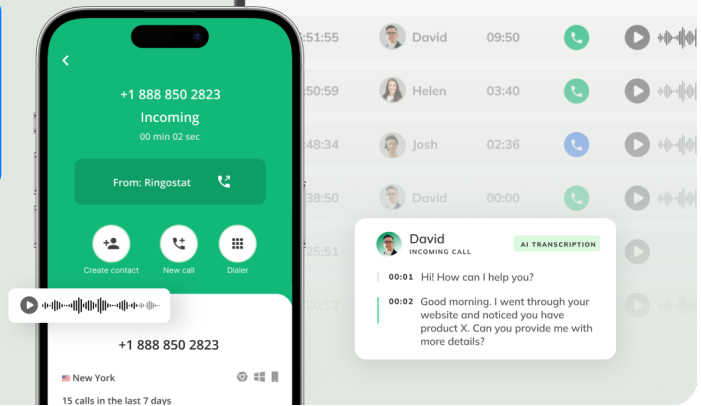 +1 888 850 2823
Incoming
00 min 02 sec
From: Ringostat
Create contact
New call
Dialer
+1 888 850 2823
New York
15 calls in the last 7 days
:51:55 David 09:50
:50:59 Helen 03:40
:48:34 Josh 02:36
38:50 David 00:00
25:51
20:12
David
INCOMING CALL
AI TRANSCRIPTION
00:01 Hi! How can I help you?
00:02 Good morning. I went through your
website and noticed you have
product X. Can you provide me with
more details?